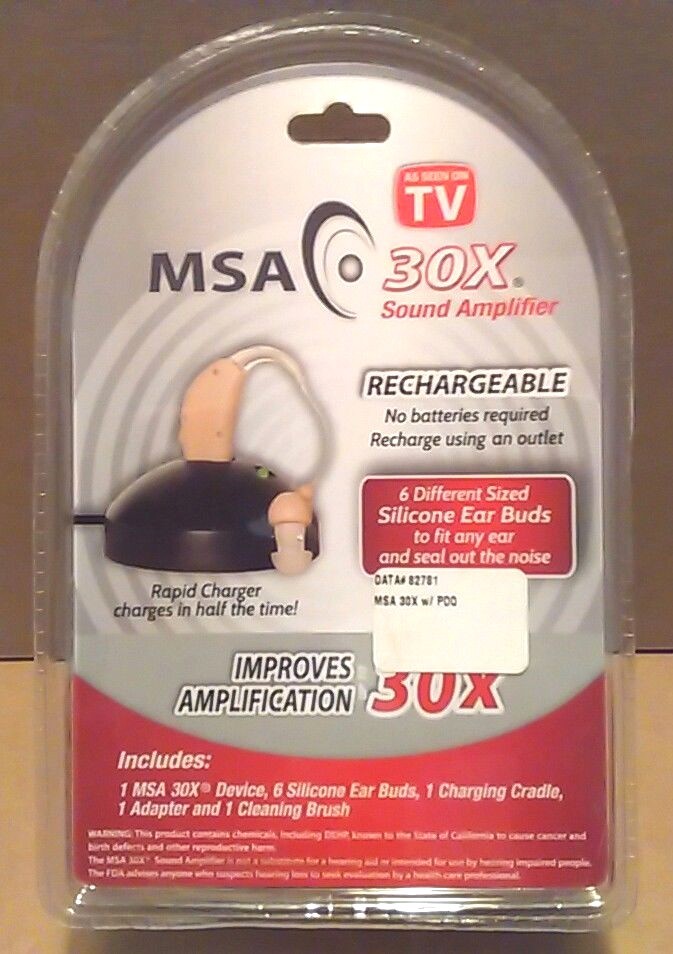 AS SEEN ON
TV
MSA 30X®
Sound Amplifier
RECHARGEABLE
No batteries required
Recharge using an outlet
6 Different Sized
Silicone Ear Buds
to fit any ear
and seal out the noise
Rapid Charger
charges in half the time!
DATA# 82781
MSA 30X w/ PDQ
IMPROVES
AMPLIFICATION 30X
Includes:
1 MSA 30X® Device, 6 Silicone Ear Buds, 1 Charging Cradle,
1 Adapter and 1 Cleaning Brush
WARNING: This product contains chemicals, including DEHP, known to the State of California to cause cancer and
birth defects and other reproductive harm.
The MSA 30X® Sound Amplifier is not a substitute for a hearing aid or intended for use by hearing impaired people.
The FDA advises anyone who suspects hearing loss to seek evaluation by a health care professional.